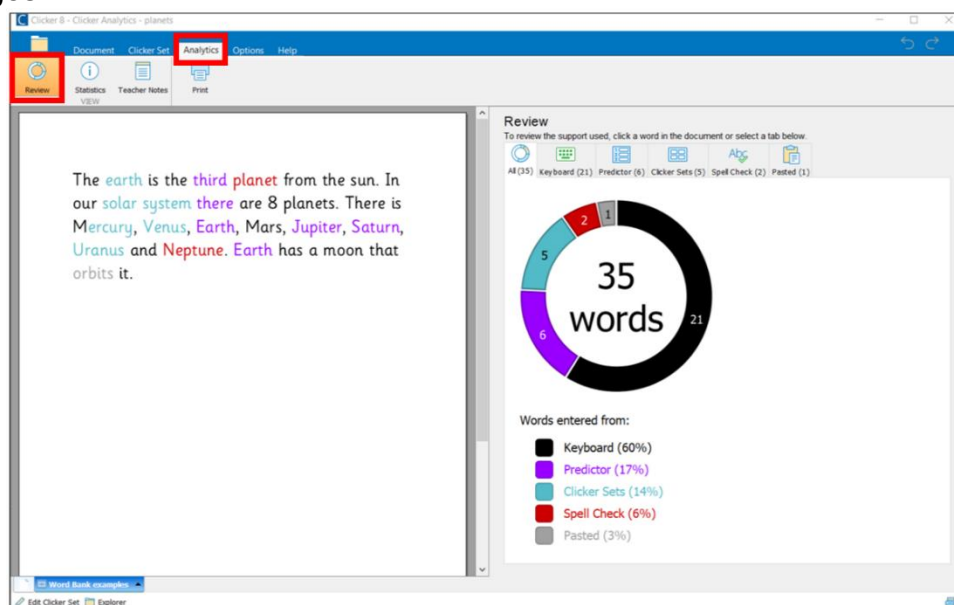 Clicker 8 - Clicker Analytics - planets
Document Clicker Set Analytics Options Help
Review Statistics Teacher Notes Print
VIEW
The earth is the third planet from the sun. In
our solar system there are 8 planets. There is
Mercury, Venus, Earth, Mars, Jupiter, Saturn,
Uranus and Neptune. Earth has a moon that
orbits it.
Review
To review the support used, click a word in the document or select a tab below.
Abc
All (35) Keyboard (21) Predictor (6) Clicker Sets (5) Spell Check (2) Pasted (1)
2 1
5
35
words
21
6
Words entered from:
Keyboard (60%)
Predictor (17%)
Clicker Sets (14%)
Spell Check (6%)
Pasted (3%)
Word Bank examples
Edit Clicker Set Explorer